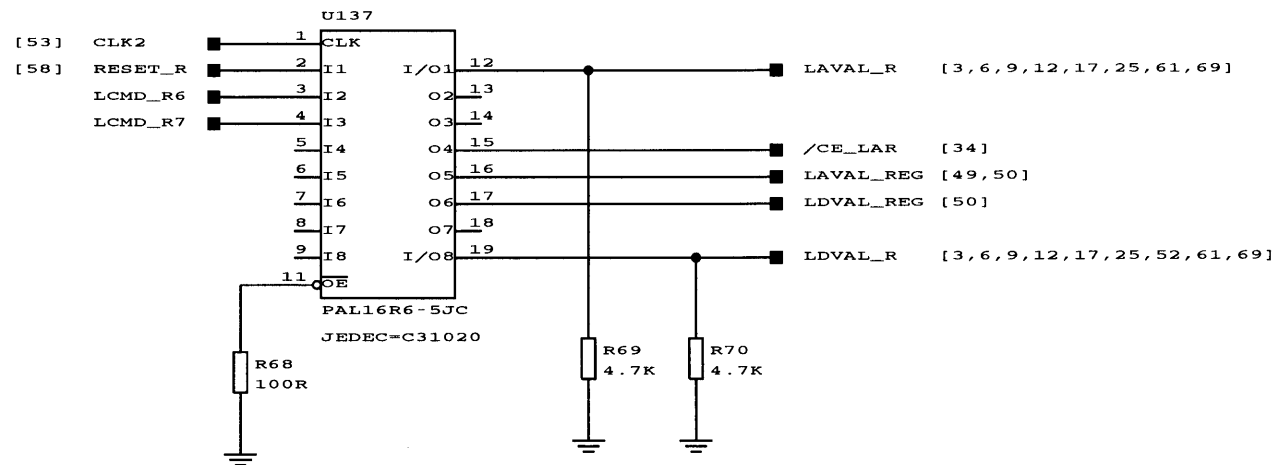 U137
[53] CLK2 1 CLK
[58] RESET_R 2 I1 I/O1 12 LAVAL_R [3,6,9,12,17,25,61,69]
LCMD_R6 3 I2 O2 13
LCMD_R7 4 I3 O3 14
5 I4 O4 15 /CE_LAR [34]
6 I5 O5 16 LAVAL_REG [49,50]
7 I6 O6 17 LDVAL_REG [50]
8 I7 O7 18
9 I8 I/O8 19 LDVAL_R [3,6,9,12,17,25,52,61,69]
11 OE
PAL16R6-5JC
JEDEC=C31020
R68
100R
R69
4.7K
R70
4.7K